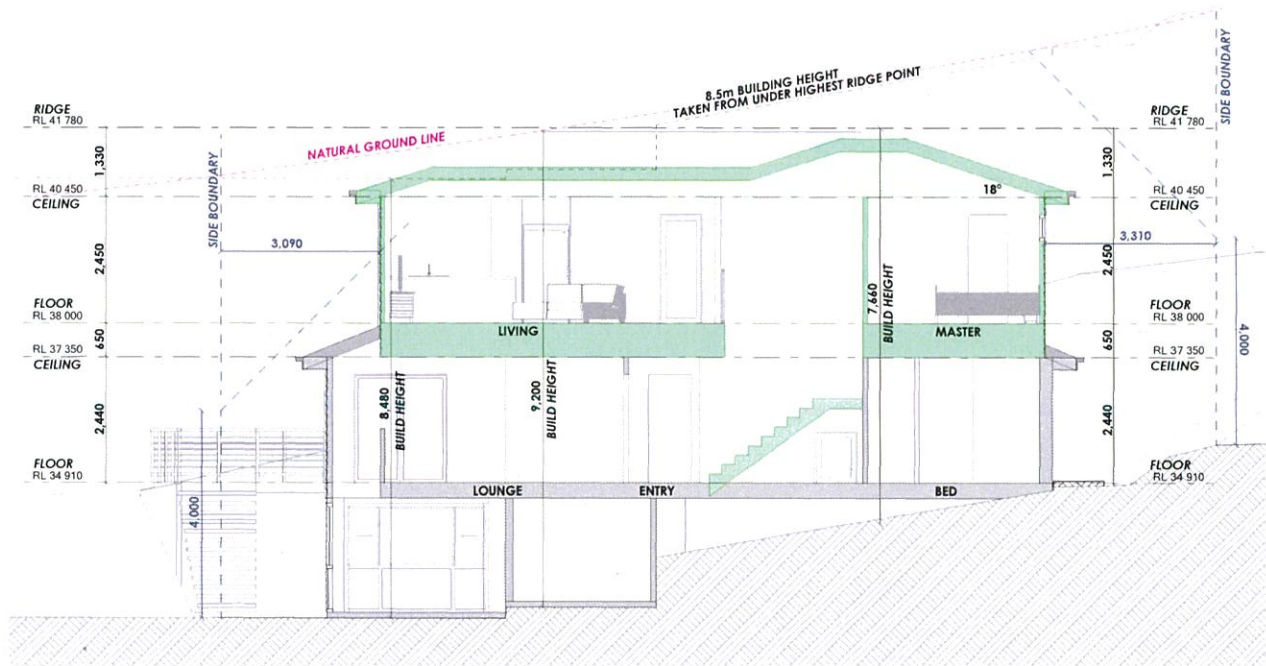 8.5m BUILDING HEIGHT
TAKEN FROM UNDER HIGHEST RIDGE POINT
NATURAL GROUND LINE
SIDE BOUNDARY
SIDE BOUNDARY
RIDGE
RL 41 780
1,330
RL 40 450
CEILING
2,450
FLOOR
RL 38 000
650
RL 37 350
CEILING
2,440
FLOOR
RL 34 910
3,090
4,000
18°
LIVING
MASTER
8,480
BUILD HEIGHT
9,200
BUILD HEIGHT
7,660
BUILD HEIGHT
LOUNGE
ENTRY
BED
RIDGE
RL 41 780
1,330
RL 40 450
CEILING
3,310
2,450
FLOOR
RL 38 000
650
RL 37 350
CEILING
4,000
2,440
FLOOR
RL 34 910